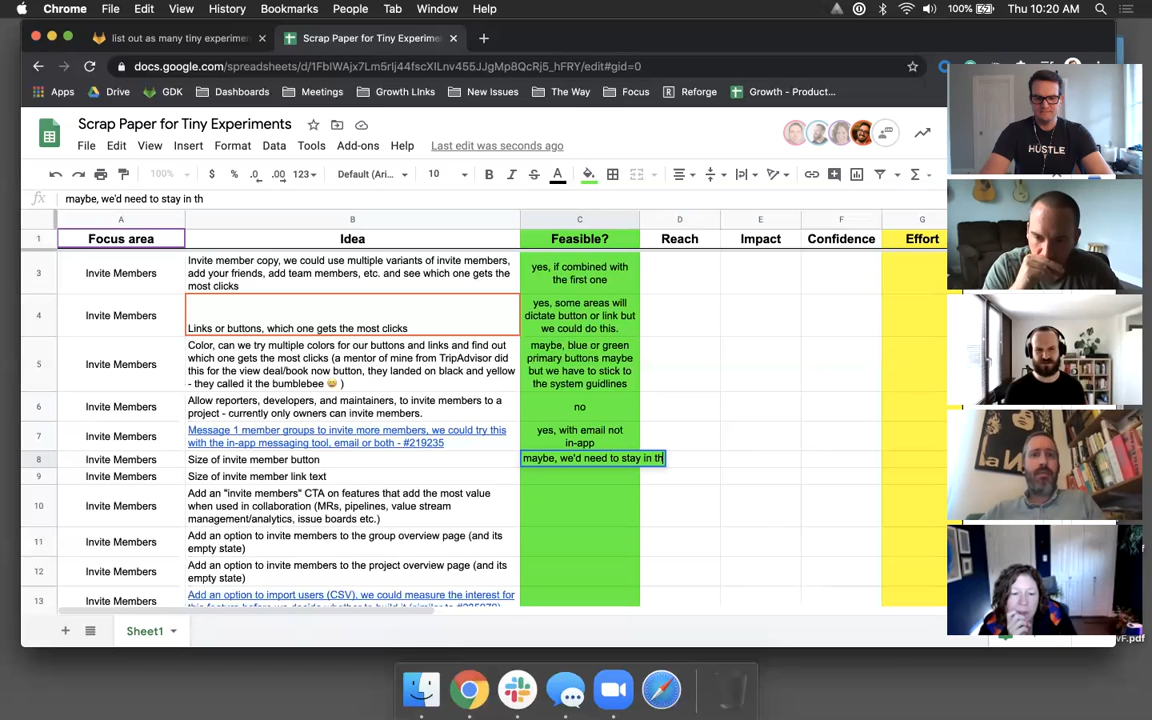 Chrome File Edit View History Bookmarks People Tab Window Help 100% Thu 10:20 AM
list out as many tiny experimen Scrap Paper for Tiny Experime
docs.google.com/spreadsheets/d/1FblWAjx7Lm5rIj44fscXILnv455JJgMp8QcRj5_hFRY/edit#gid=0
Apps Drive GDK Dashboards Meetings Growth LInks New Issues The Way Focus Reforge Growth - Product...
Scrap Paper for Tiny Experiments
File Edit View Insert Format Data Tools Add-ons Help Last edit was seconds ago
100% $ % .0 .00 123 Default (Ari... 10 B I S A
fx maybe, we'd need to stay in th
A B C D E F G
1 Focus area Idea Feasible? Reach Impact Confidence Effort
Invite member copy, we could use multiple variants of invite members,
add your friends, add team members, etc. and see which one gets the
most clicks
3 Invite Members
yes, if combined with
the first one
4 Invite Members Links or buttons, which one gets the most clicks
yes, some areas will
dictate button or link but
we could do this.
5 Invite Members
Color, can we try multiple colors for our buttons and links and find out
which one gets the most clicks (a mentor of mine from TripAdvisor did
this for the view deal/book now button, they landed on black and yellow
- they called it the bumblebee 😄 )
maybe, blue or green
primary buttons maybe
but we have to stick to
the system guidlines
6 Invite Members
Allow reporters, developers, and maintainers, to invite members to a
project - currently only owners can invite members.
no
7 Invite Members
Message 1 member groups to invite more members, we could try this
with the in-app messaging tool, email or both - #219235
yes, with email not
in-app
8 Invite Members Size of invite member button maybe, we'd need to stay in th
9 Invite Members Size of invite member link text
10 Invite Members
Add an "invite members" CTA on features that add the most value
when used in collaboration (MRs, pipelines, value stream
management/analytics, issue boards etc.)
11 Invite Members
Add an option to invite members to the group overview page (and its
empty state)
12 Invite Members
Add an option to invite members to the project overview page (and its
empty state)
13 Invite Members
Add an option to import users (CSV), we could measure the interest for
Sheet1
HUSTLE
.pdf